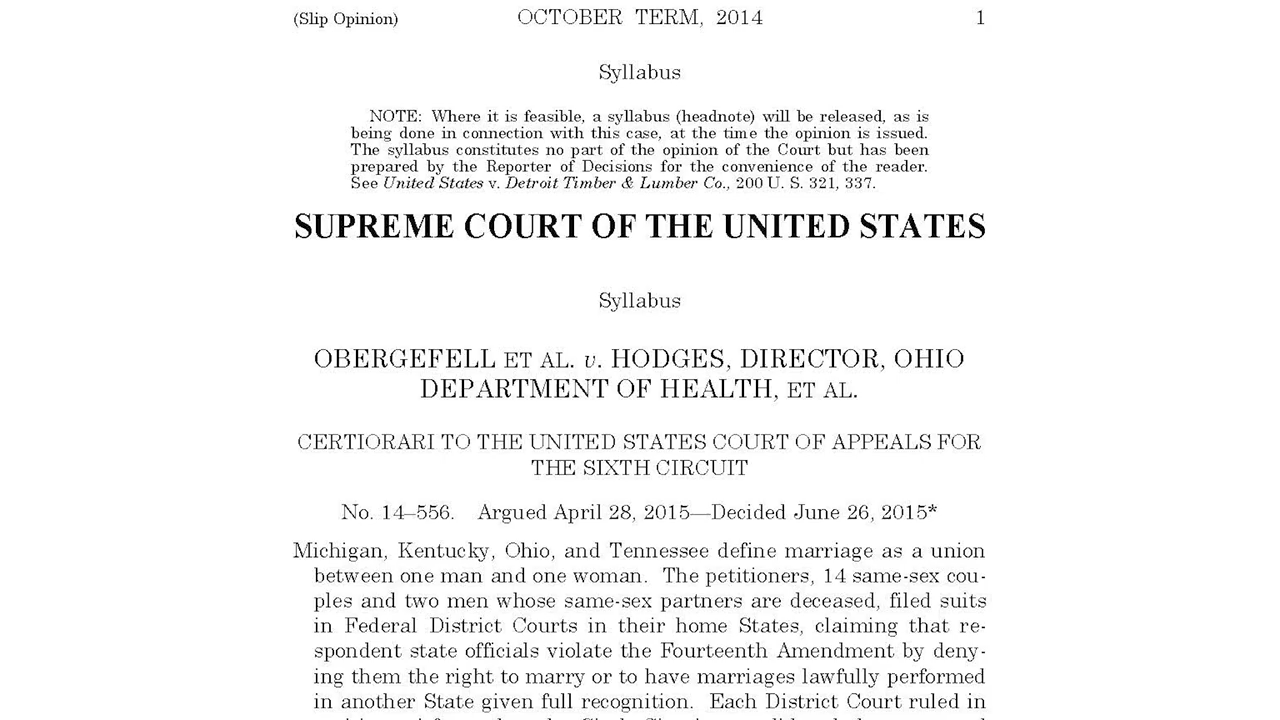 (Slip Opinion) OCTOBER TERM, 2014 1
Syllabus
NOTE: Where it is feasible, a syllabus (headnote) will be released, as is
being done in connection with this case, at the time the opinion is issued.
The syllabus constitutes no part of the opinion of the Court but has been
prepared by the Reporter of Decisions for the convenience of the reader.
See United States v. Detroit Timber & Lumber Co., 200 U. S. 321, 337.
SUPREME COURT OF THE UNITED STATES
Syllabus
OBERGEFELL ET AL. v. HODGES, DIRECTOR, OHIO
DEPARTMENT OF HEALTH, ET AL.
CERTIORARI TO THE UNITED STATES COURT OF APPEALS FOR
THE SIXTH CIRCUIT
No. 14–556. Argued April 28, 2015—Decided June 26, 2015*
Michigan, Kentucky, Ohio, and Tennessee define marriage as a union
between one man and one woman. The petitioners, 14 same-sex cou-
ples and two men whose same-sex partners are deceased, filed suits
in Federal District Courts in their home States, claiming that re-
spondent state officials violate the Fourteenth Amendment by deny-
ing them the right to marry or to have marriages lawfully performed
in another State given full recognition. Each District Court ruled in